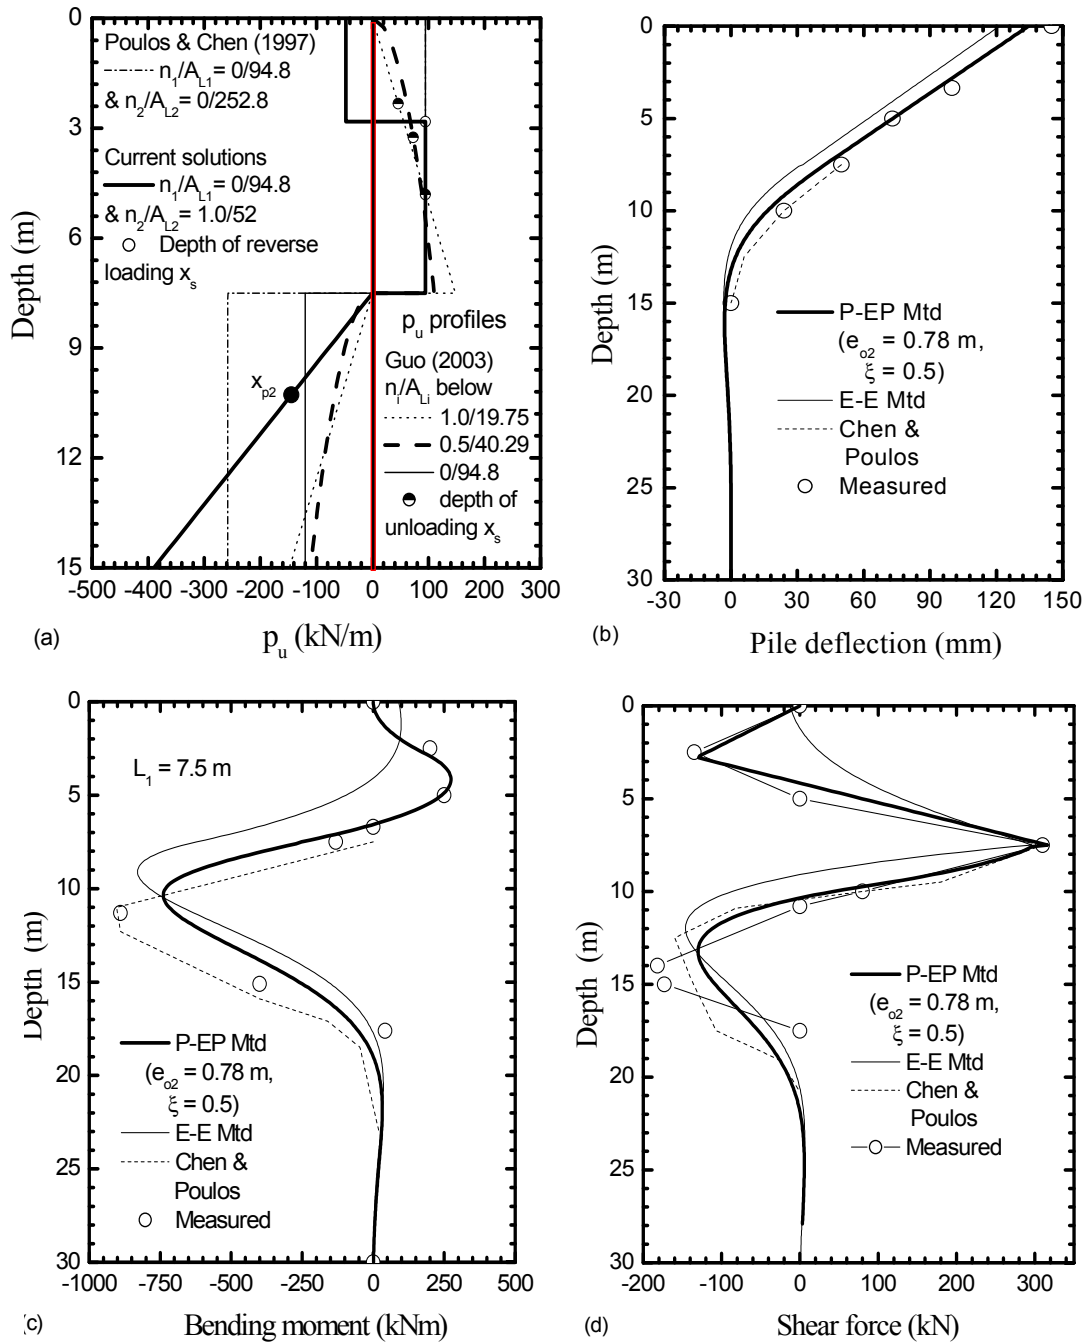 0
3
6
9
12
15
Depth (m)
Poulos & Chen (1997)
n1/AL1= 0/94.8
& n2/AL2= 0/252.8
Current solutions
n1/AL1= 0/94.8
& n2/AL2= 1.0/52
Depth of reverse
loading xs
xp2
pu profiles
Guo (2003)
ni/ALi below
1.0/19.75
0.5/40.29
0/94.8
depth of
unloading xs
-500 -400 -300 -200 -100 0 100 200 300
(a)
pu (kN/m)
0
5
10
15
20
25
30
Depth (m)
P-EP Mtd
(eo2 = 0.78 m,
ξ = 0.5)
E-E Mtd
Chen &
Poulos
Measured
-30 0 30 60 90 120 150
(b)
Pile deflection (mm)
0
5
10
15
20
25
30
Depth (m)
L1 = 7.5 m
P-EP Mtd
(eo2 = 0.78 m,
ξ = 0.5)
E-E Mtd
Chen &
Poulos
Measured
-1000 -750 -500 -250 0 250 500
(c)
Bending moment (kNm)
0
5
10
15
20
25
30
Depth (m)
P-EP Mtd
(eo2 = 0.78 m,
ξ = 0.5)
E-E Mtd
Chen &
Poulos
Measured
-200 -100 0 100 200 300
(d)
Shear force (kN)